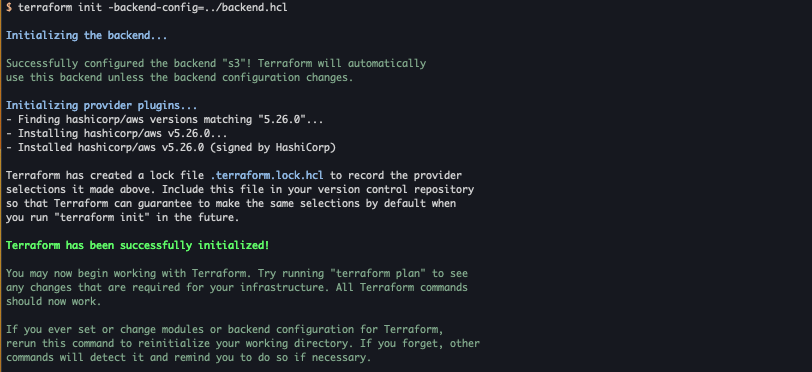 $ terraform init -backend-config=../backend.hcl
Initializing the backend...
Successfully configured the backend "s3"! Terraform will automatically
use this backend unless the backend configuration changes.
Initializing provider plugins...
- Finding hashicorp/aws versions matching "5.26.0"...
- Installing hashicorp/aws v5.26.0...
- Installed hashicorp/aws v5.26.0 (signed by HashiCorp)
Terraform has created a lock file .terraform.lock.hcl to record the provider
selections it made above. Include this file in your version control repository
so that Terraform can guarantee to make the same selections by default when
you run "terraform init" in the future.
Terraform has been successfully initialized!
You may now begin working with Terraform. Try running "terraform plan" to see
any changes that are required for your infrastructure. All Terraform commands
should now work.
If you ever set or change modules or backend configuration for Terraform,
rerun this command to reinitialize your working directory. If you forget, other
commands will detect it and remind you to do so if necessary.